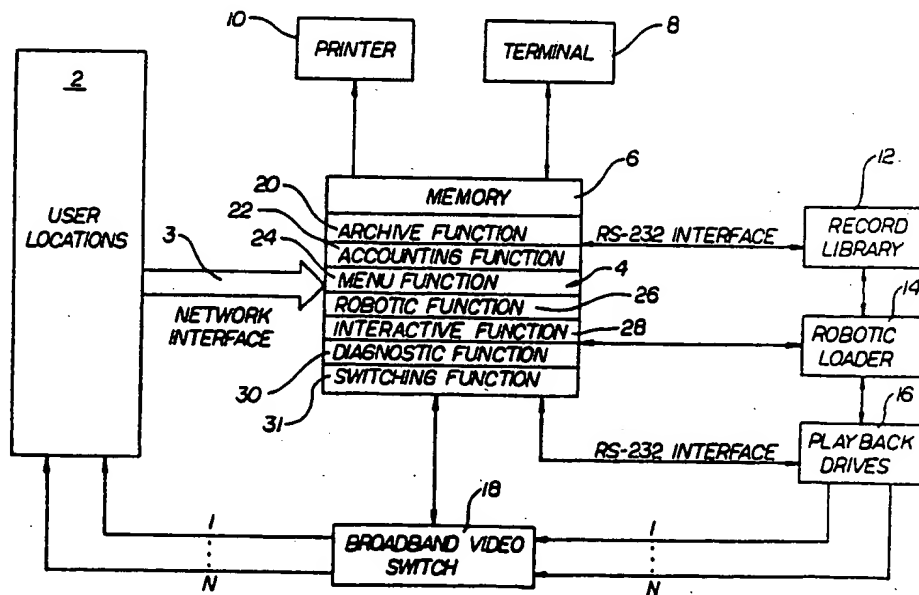 10
PRINTER
TERMINAL
8
2
USER
LOCATIONS
3
NETWORK
INTERFACE
6
MEMORY
20
ARCHIVE FUNCTION
22
ACCOUNTING FUNCTION
24
MENU FUNCTION
4
ROBOTIC FUNCTION
26
INTERACTIVE FUNCTION
28
30
DIAGNOSTIC FUNCTION
31
SWITCHING FUNCTION
RS-232 INTERFACE
12
RECORD
LIBRARY
14
ROBOTIC
LOADER
16
PLAYBACK
DRIVES
RS-232 INTERFACE
18
BROADBAND VIDEO
SWITCH
1
N
1
N